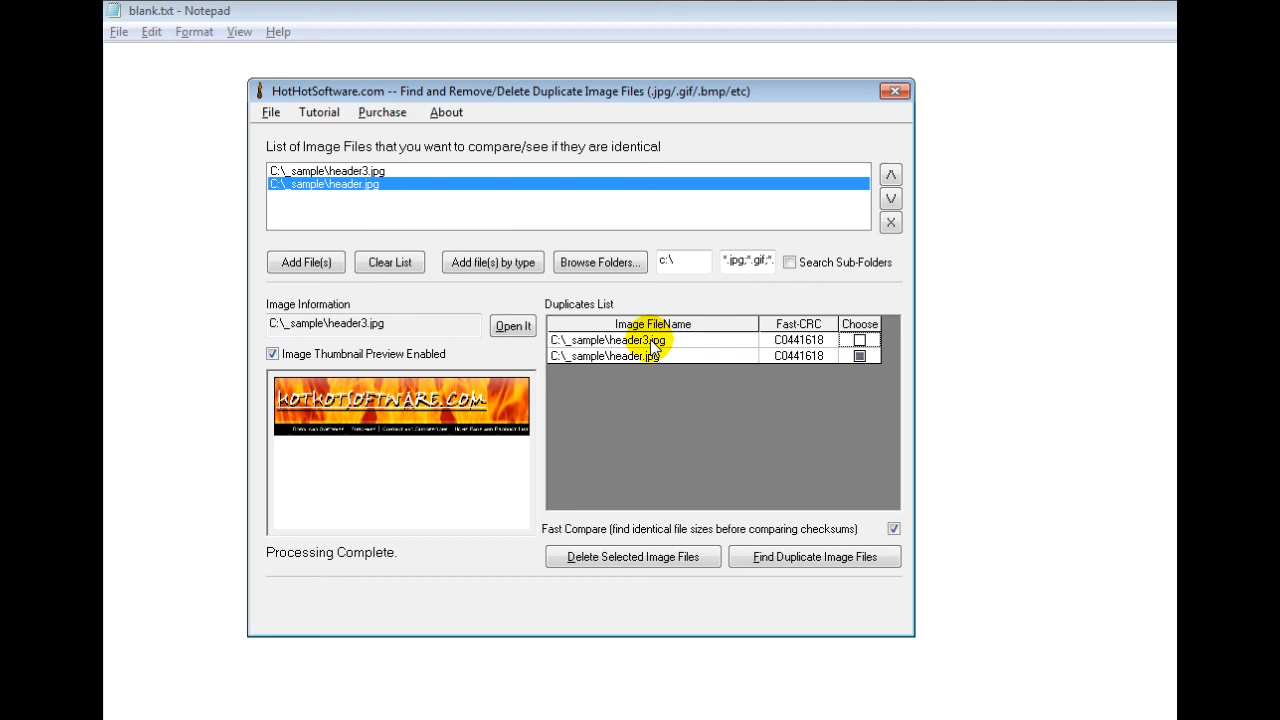 blank.txt - Notepad
File Edit Format View Help
HotHotSoftware.com -- Find and Remove/Delete Duplicate Image Files (.jpg/.gif/.bmp/etc)
File Tutorial Purchase About
List of Image Files that you want to compare/see if they are identical
C:\_sample\header3.jpg
C:\_sample\header.jpg
Add File(s) Clear List Add file(s) by type Browse Folders... c:\ *.jpg;*.gif;*. Search Sub-Folders
Image Information
C:\_sample\header3.jpg
Open It
Image Thumbnail Preview Enabled
HOTHOTSOFTWARE.COM
Duplicates List
Image FileName Fast-CRC Choose
C:\_sample\header3.jpg C0441618
C:\_sample\header.jpg C0441618
Fast Compare (find identical file sizes before comparing checksums)
Processing Complete.
Delete Selected Image Files Find Duplicate Image Files